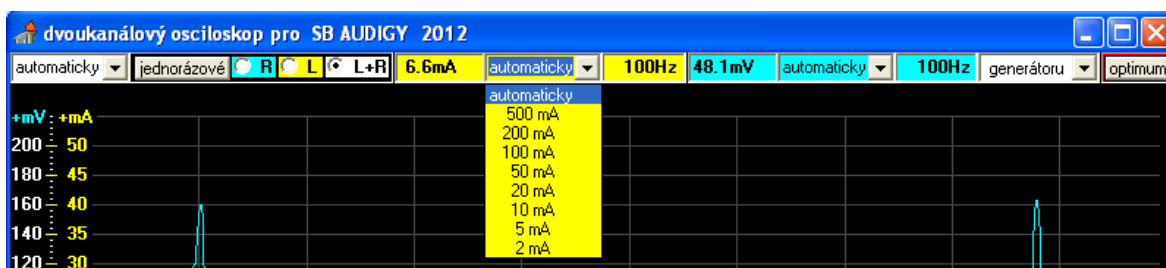 dvoukanálový osciloskop pro SB AUDIGY 2012
automaticky jednorázové R L L+R 6.6mA automaticky 100Hz 48.1mV automaticky 100Hz generátoru optimum
automaticky
500 mA
200 mA
100 mA
50 mA
20 mA
10 mA
5 mA
2 mA
+mV +mA
200 50
180 45
160 40
140 35
120 30